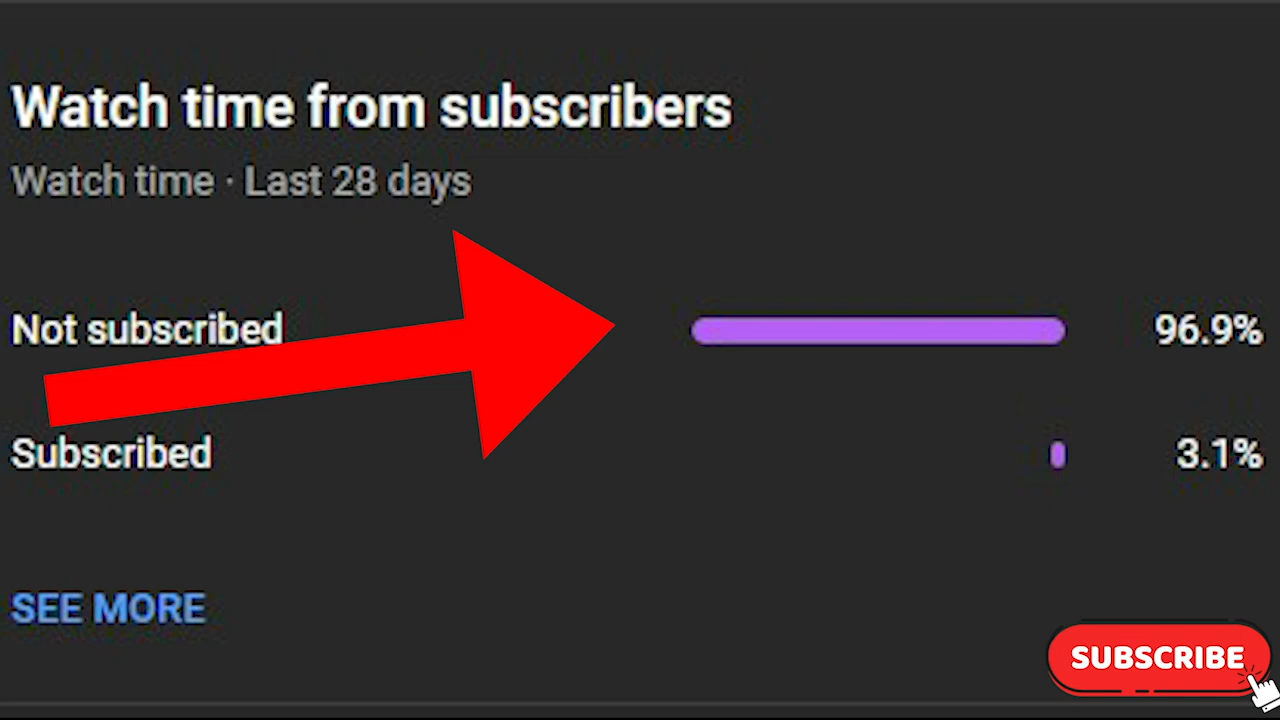 Watch time from subscribers
Watch time · Last 28 days
Not subscribed 96.9%
Subscribed 3.1%
SEE MORE
SUBSCRIBE